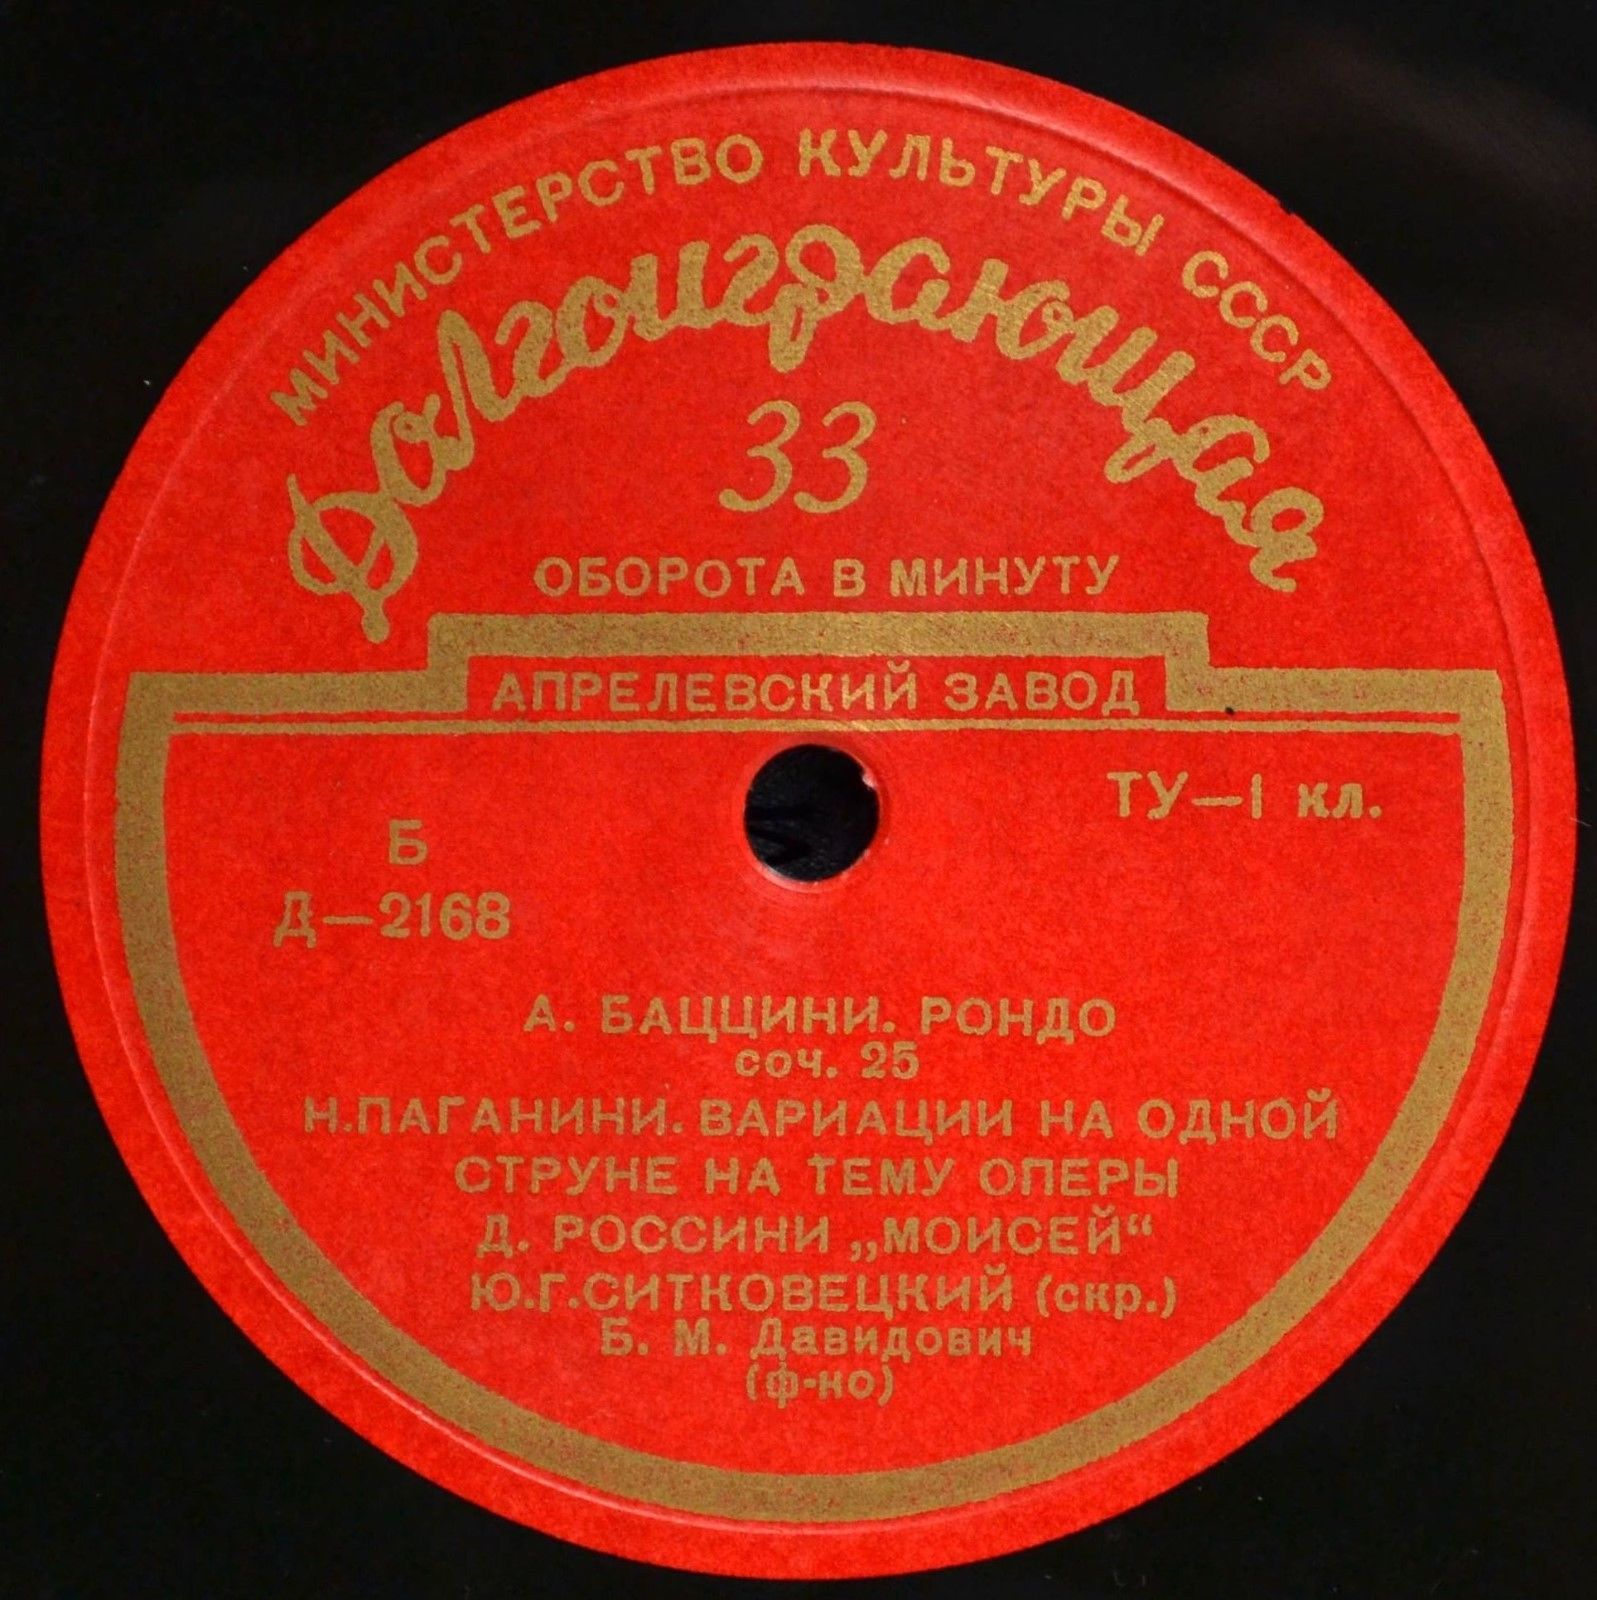 МИНИСТЕРСТВО КУЛЬТУРЫ СССР
Долгоиграющая
33
ОБОРОТА В МИНУТУ
АПРЕЛЕВСКИЙ ЗАВОД
ТУ—1 кл.
Б
Д—2168
А. БАЦЦИНИ. РОНДО
соч. 25
Н.ПАГАНИНИ. ВАРИАЦИИ НА ОДНОЙ
СТРУНЕ НА ТЕМУ ОПЕРЫ
Д. РОССИНИ „МОИСЕЙ“
Ю.Г.СИТКОВЕЦКИЙ (скр.)
Б. М. Давидович
(ф-но)